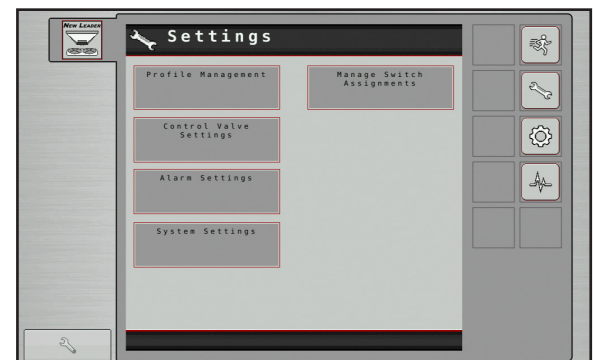 NEW LEADER
Settings
Profile Management
Manage Switch
Assignments
Control Valve
Settings
Alarm Settings
System Settings